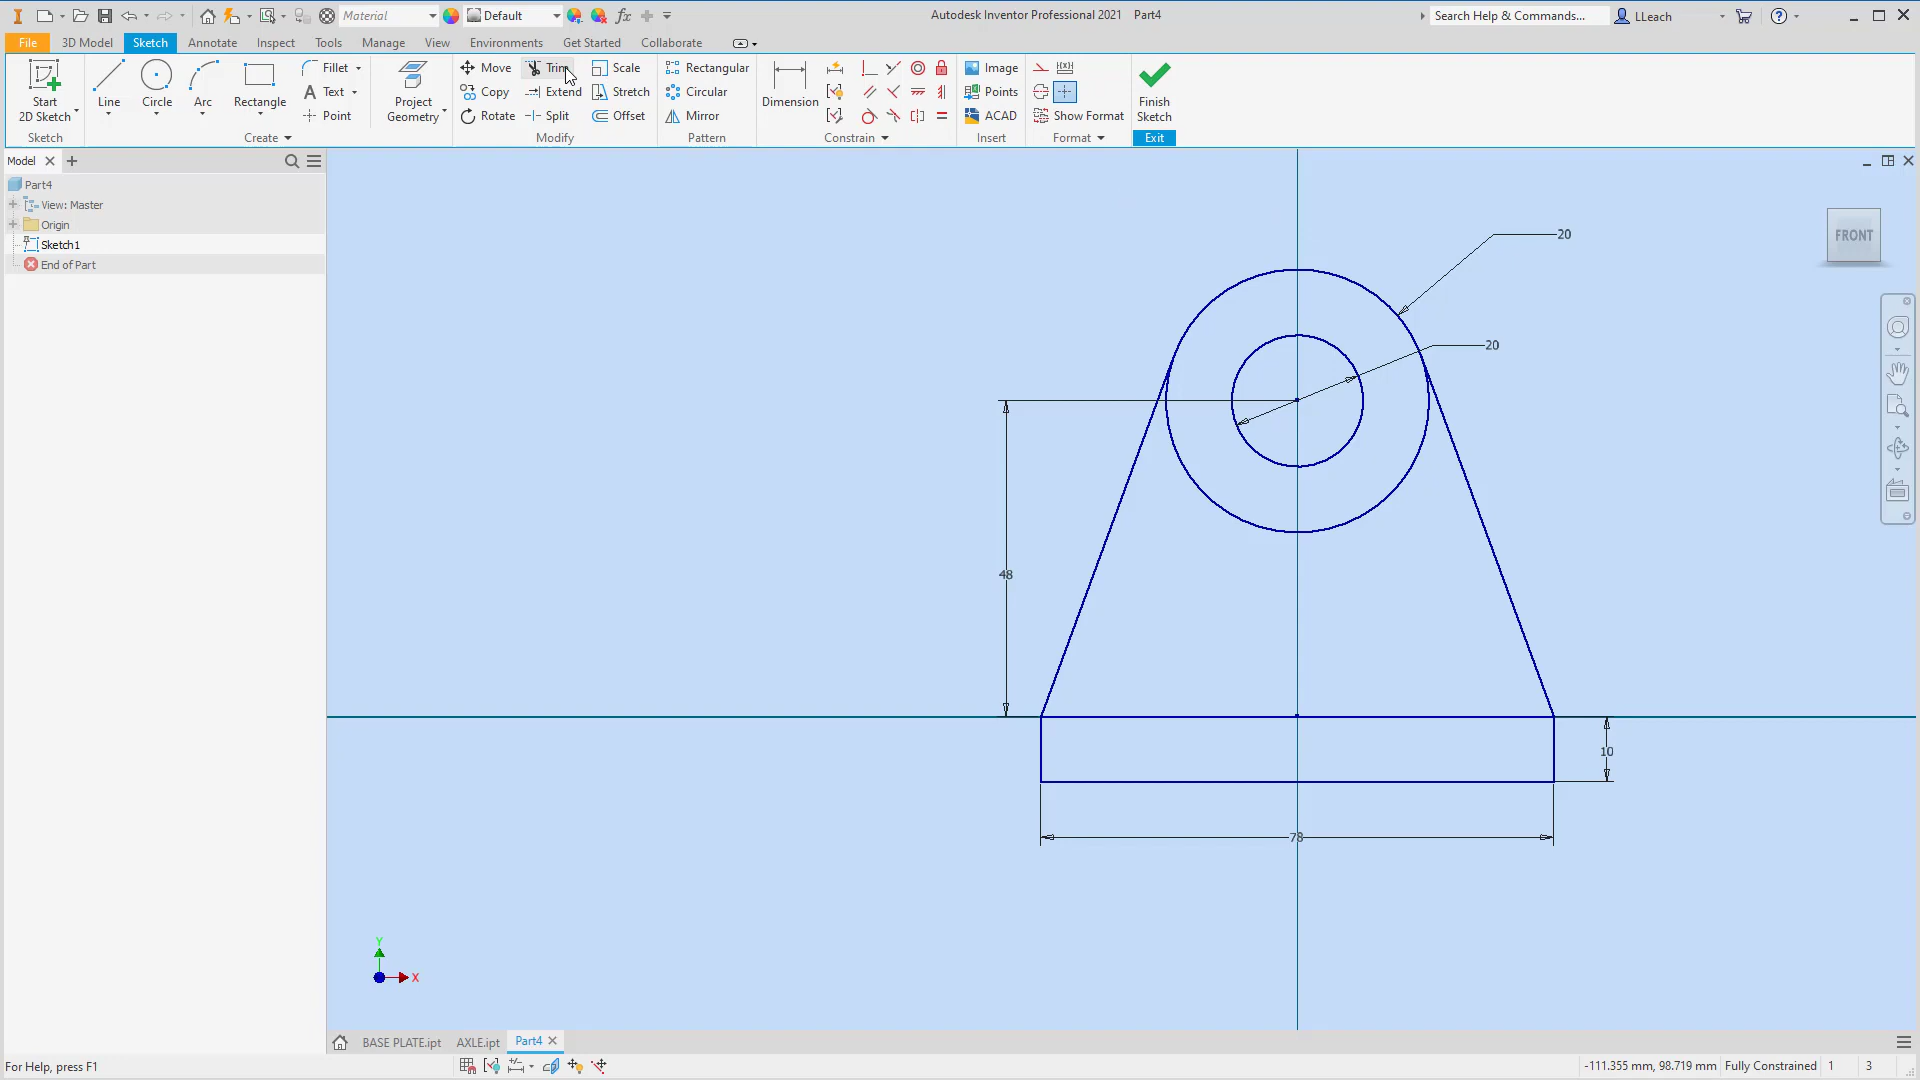 Material
Default
Autodesk Inventor Professional 2021 Part4
Search Help & Commands...
LLeach
File 3D Model Sketch Annotate Inspect Tools Manage View Environments Get Started Collaborate
Start 2D Sketch
Sketch
Line
Circle
Arc
Rectangle
Fillet
Text
Point
Create
Project Geometry
Move
Copy
Rotate
Trim
Extend
Split
Scale
Stretch
Offset
Modify
Rectangular
Circular
Mirror
Pattern
Dimension
Constrain
Image
Points
ACAD
Insert
Show Format
Format
Finish Sketch
Exit
Model
Part4
View: Master
Origin
Sketch1
End of Part
FRONT
20
20
48
10
78
Y
X
BASE PLATE.ipt AXLE.ipt Part4
For Help, press F1
-111.355 mm, 98.719 mm Fully Constrained 1 3